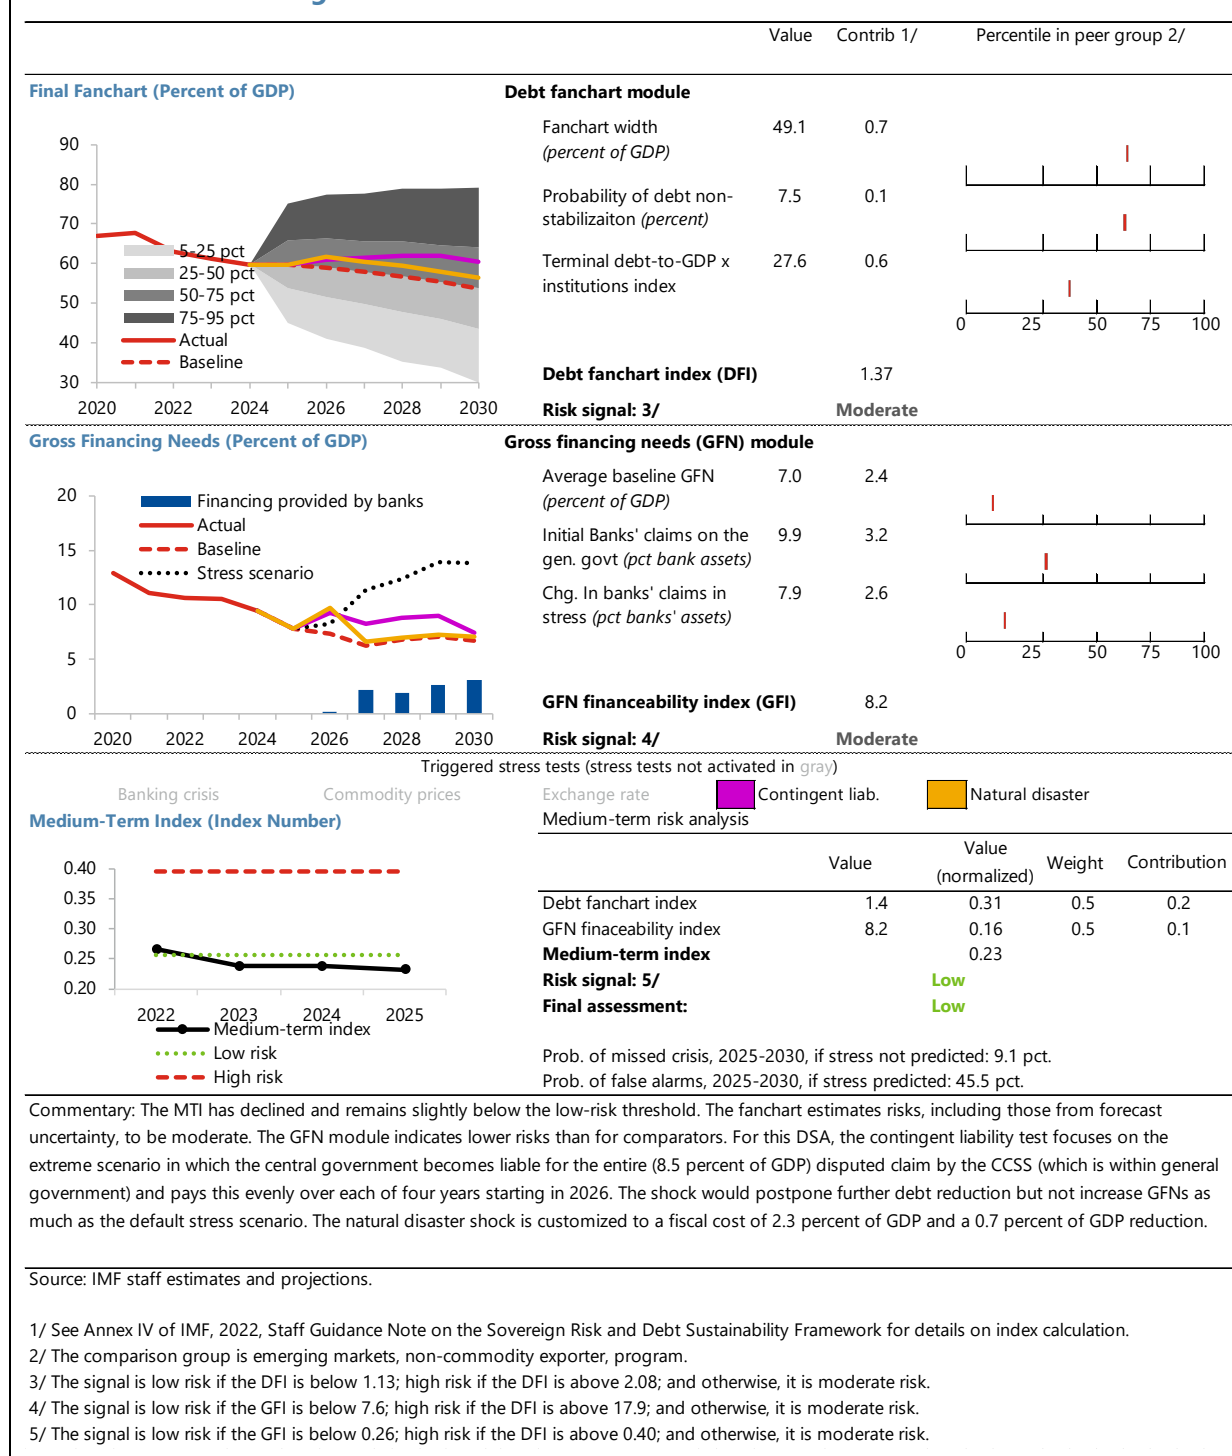 Value Contrib 1/ Percentile in peer group 2/
Final Fanchart (Percent of GDP)
90
80
70
60
50
40
30
5-25 pct
25-50 pct
50-75 pct
75-95 pct
Actual
Baseline
2020 2022 2024 2026 2028 2030
Debt fanchart module
Fanchart width 49.1 0.7
(percent of GDP)
Probability of debt non- 7.5 0.1
stabilizaiton (percent)
Terminal debt-to-GDP x 27.6 0.6
institutions index
0 25 50 75 100
Debt fanchart index (DFI) 1.37
Risk signal: 3/ Moderate
Gross Financing Needs (Percent of GDP)
20
15
10
5
0
Financing provided by banks
Actual
Baseline
Stress scenario
2020 2022 2024 2026 2028 2030
Gross financing needs (GFN) module
Average baseline GFN 7.0 2.4
(percent of GDP)
Initial Banks' claims on the 9.9 3.2
gen. govt (pct bank assets)
Chg. In banks' claims in 7.9 2.6
stress (pct banks' assets)
0 25 50 75 100
GFN financeability index (GFI) 8.2
Risk signal: 4/ Moderate
Triggered stress tests (stress tests not activated in gray)
Banking crisis Commodity prices Exchange rate Contingent liab. Natural disaster
Medium-Term Index (Index Number)
0.40
0.35
0.30
0.25
0.20
2022 2023 2024 2025
Medium-term index
Low risk
High risk
Medium-term risk analysis
Value Value (normalized) Weight Contribution
Debt fanchart index 1.4 0.31 0.5 0.2
GFN finaceability index 8.2 0.16 0.5 0.1
Medium-term index 0.23
Risk signal: 5/ Low
Final assessment: Low
Prob. of missed crisis, 2025-2030, if stress not predicted: 9.1 pct.
Prob. of false alarms, 2025-2030, if stress predicted: 45.5 pct.
Commentary: The MTI has declined and remains slightly below the low-risk threshold. The fanchart estimates risks, including those from forecast
uncertainty, to be moderate. The GFN module indicates lower risks than for comparators. For this DSA, the contingent liability test focuses on the
extreme scenario in which the central government becomes liable for the entire (8.5 percent of GDP) disputed claim by the CCSS (which is within general
government) and pays this evenly over each of four years starting in 2026. The shock would postpone further debt reduction but not increase GFNs as
much as the default stress scenario. The natural disaster shock is customized to a fiscal cost of 2.3 percent of GDP and a 0.7 percent of GDP reduction.
Source: IMF staff estimates and projections.
1/ See Annex IV of IMF, 2022, Staff Guidance Note on the Sovereign Risk and Debt Sustainability Framework for details on index calculation.
2/ The comparison group is emerging markets, non-commodity exporter, program.
3/ The signal is low risk if the DFI is below 1.13; high risk if the DFI is above 2.08; and otherwise, it is moderate risk.
4/ The signal is low risk if the GFI is below 7.6; high risk if the DFI is above 17.9; and otherwise, it is moderate risk.
5/ The signal is low risk if the GFI is below 0.26; high risk if the DFI is above 0.40; and otherwise, it is moderate risk.